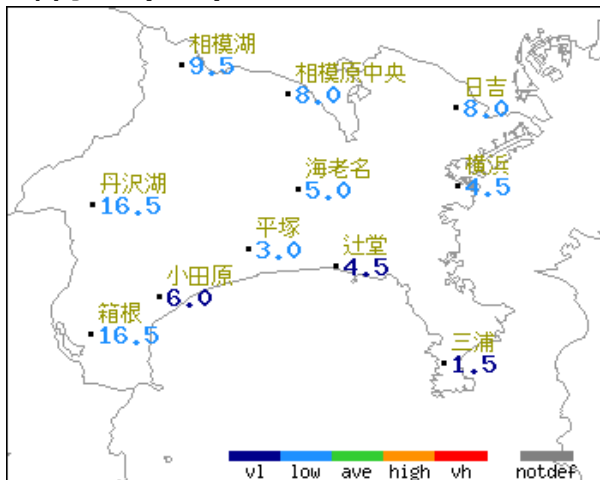 相模湖
9.5
相模原中央
8.0
日吉
8.0
丹沢湖
16.5
海老名
5.0
横浜
4.5
平塚
3.0
辻堂
4.5
小田原
6.0
箱根
16.5
三浦
1.5
vl low ave high vh notdef